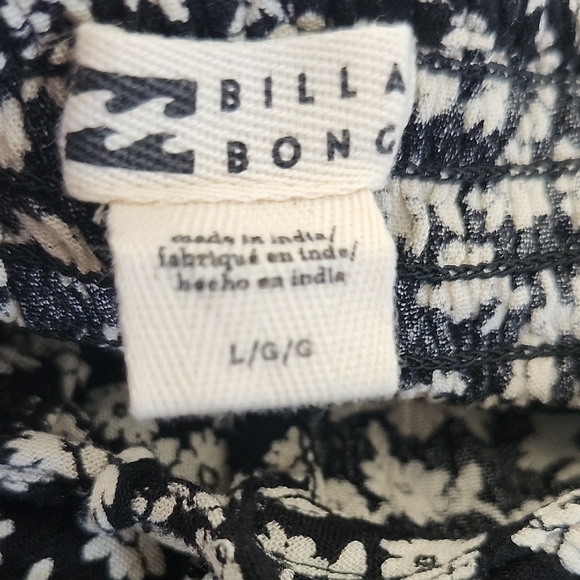 BILLA
BONG
made in india/
fabriqué en inde/
hecho en india
L/G/G